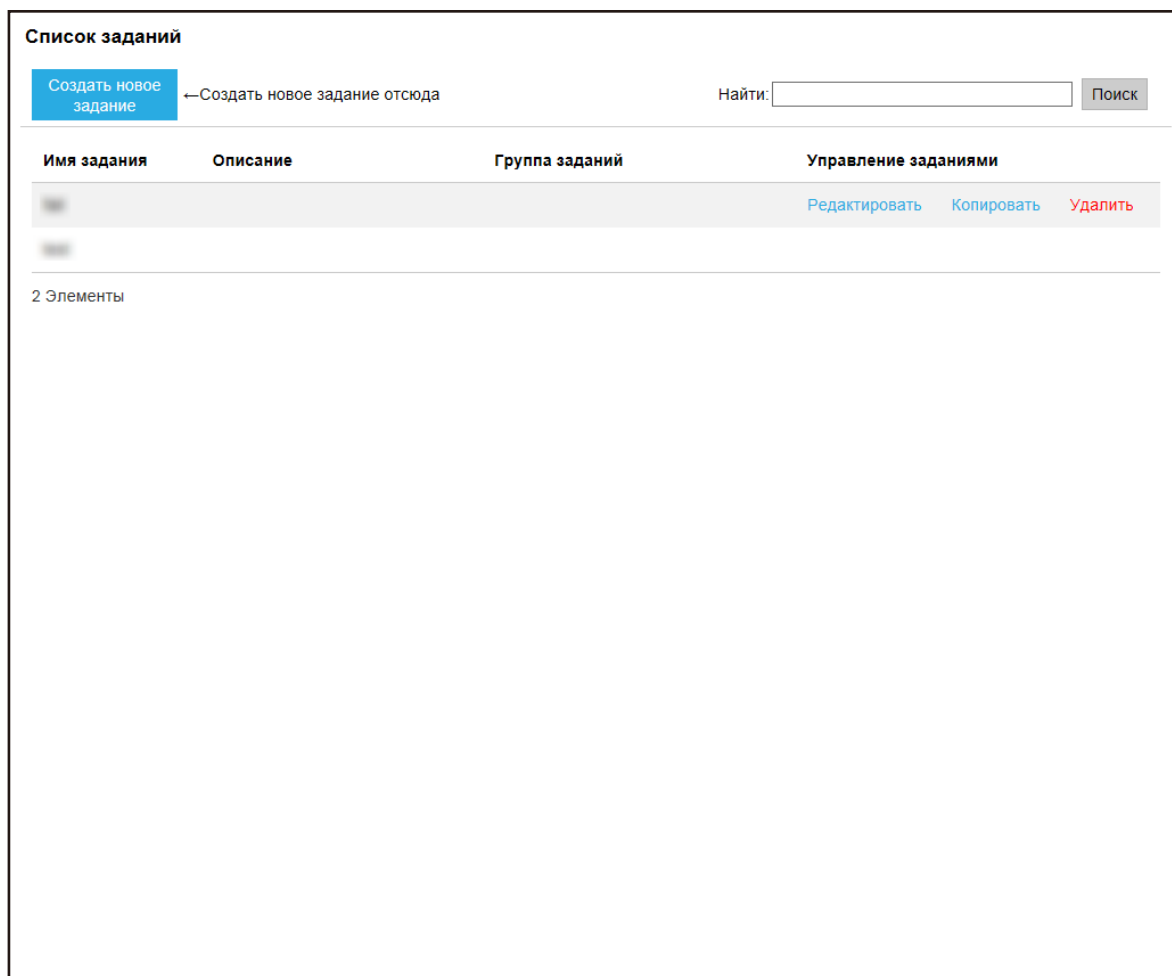 Список заданий
Создать новое
задание
←Создать новое задание отсюда
Найти:
Поиск
Имя задания Описание Группа заданий Управление заданиями
Редактировать Копировать Удалить
2 Элементы